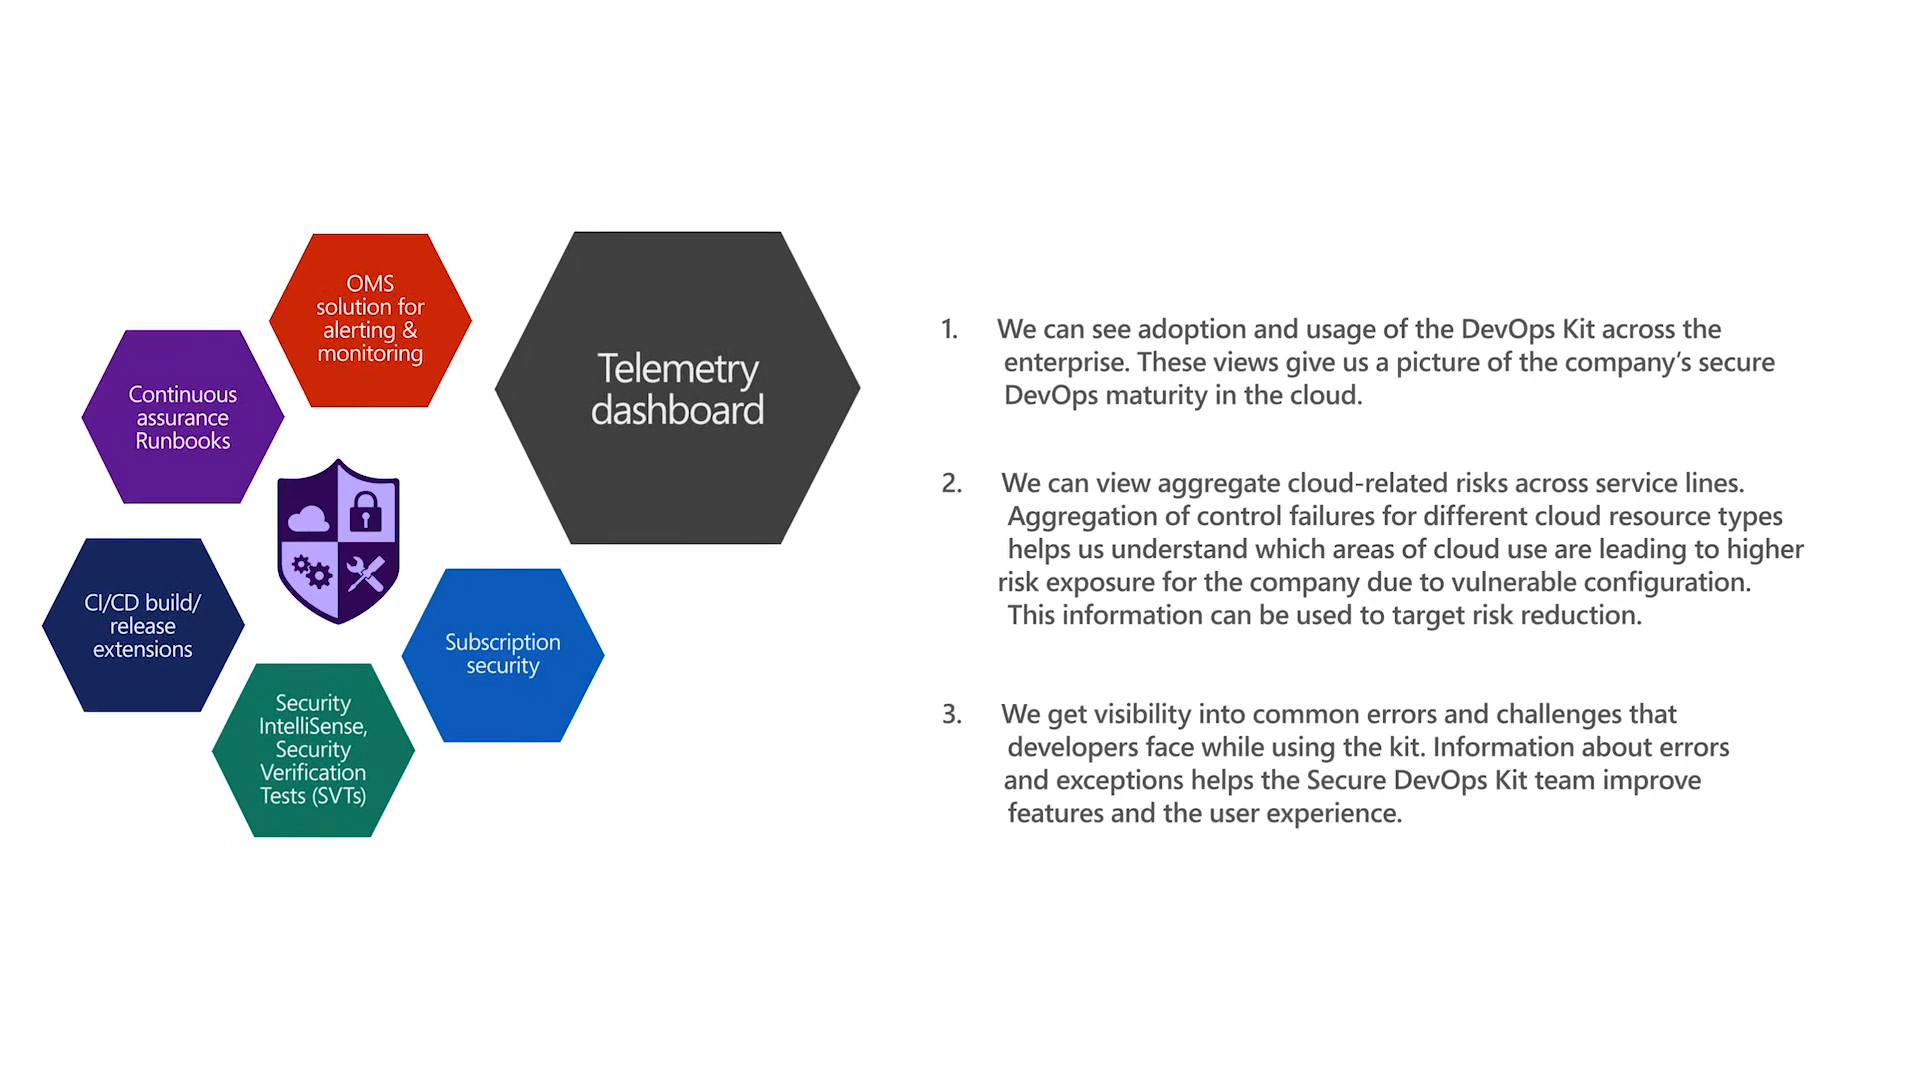 OMS
solution for
alerting &
monitoring
Continuous
assurance
Runbooks
CI/CD build/
release
extensions
Security
IntelliSense,
Security
Verification
Tests (SVTs)
Subscription
security
Telemetry
dashboard
1. We can see adoption and usage of the DevOps Kit across the
enterprise. These views give us a picture of the company’s secure
DevOps maturity in the cloud.
2. We can view aggregate cloud-related risks across service lines.
Aggregation of control failures for different cloud resource types
helps us understand which areas of cloud use are leading to higher
risk exposure for the company due to vulnerable configuration.
This information can be used to target risk reduction.
3. We get visibility into common errors and challenges that
developers face while using the kit. Information about errors
and exceptions helps the Secure DevOps Kit team improve
features and the user experience.